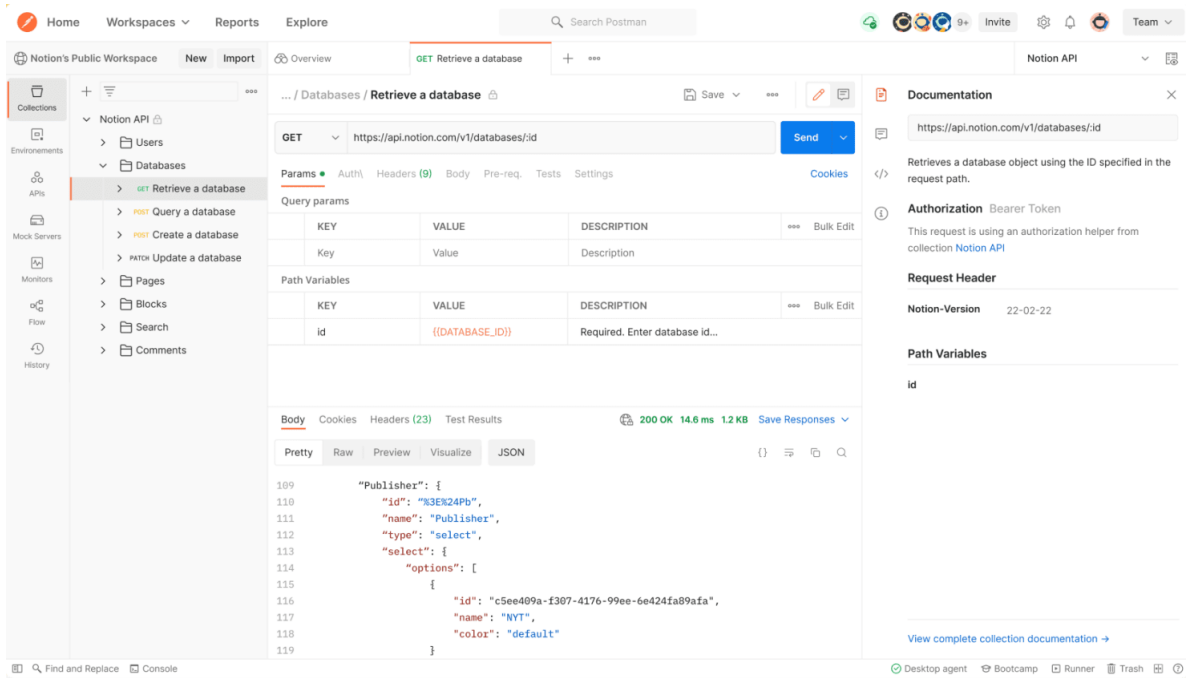 Home Workspaces Reports Explore Search Postman 9+ Invite Team
Notion's Public Workspace New Import
Overview GET Retrieve a database Notion API
Collections
Environements
APIs
Mock Servers
Monitors
Flow
History
Notion API
Users
Databases
GET Retrieve a database
POST Query a database
POST Create a database
PATCH Update a database
Pages
Blocks
Search
Comments
... / Databases / Retrieve a database Save
GET https://api.notion.com/v1/databases/:id Send
Params Auth\ Headers (9) Body Pre-req. Tests Settings Cookies
Query params
KEY VALUE DESCRIPTION Bulk Edit
Key Value Description
Path Variables
KEY VALUE DESCRIPTION Bulk Edit
id {{DATABASE_ID}} Required. Enter database id...
Body Cookies Headers (23) Test Results 200 OK 14.6 ms 1.2 KB Save Responses
Pretty Raw Preview Visualize JSON {}
109 “Publisher”: {
110 “id”: “%3E%24Pb”,
111 “name”: "Publisher",
112 “type”: "select",
113 “select”: {
114 “options”: [
115 {
116 "id": "c5ee409a-f307-4176-99ee-6e424fa89afa",
117 "name": "NYT",
118 "color": "default"
119 }
Documentation
https://api.notion.com/v1/databases/:id
Retrieves a database object using the ID specified in the
request path.
Authorization Bearer Token
This request is using an authorization helper from
collection Notion API
Request Header
Notion-Version 22-02-22
Path Variables
id
View complete collection documentation →
Find and Replace Console Desktop agent Bootcamp Runner Trash